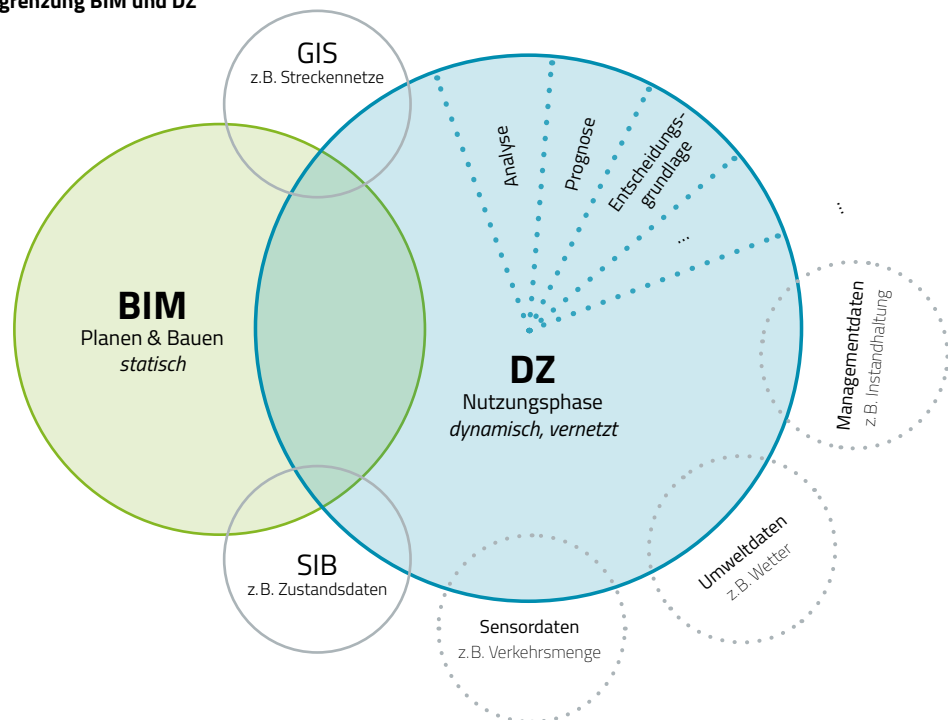 grenzung BIM und DZ
GIS
z.B. Streckennetze
Analyse
Prognose
Entscheidungs-
grundlage
...
...
BIM
Planen & Bauen
statisch
DZ
Nutzungsphase
dynamisch, vernetzt
Managementdaten
z.B. Instandhaltung
Umweltdaten
z.B. Wetter
SIB
z.B. Zustandsdaten
Sensordaten
z.B. Verkehrsmenge